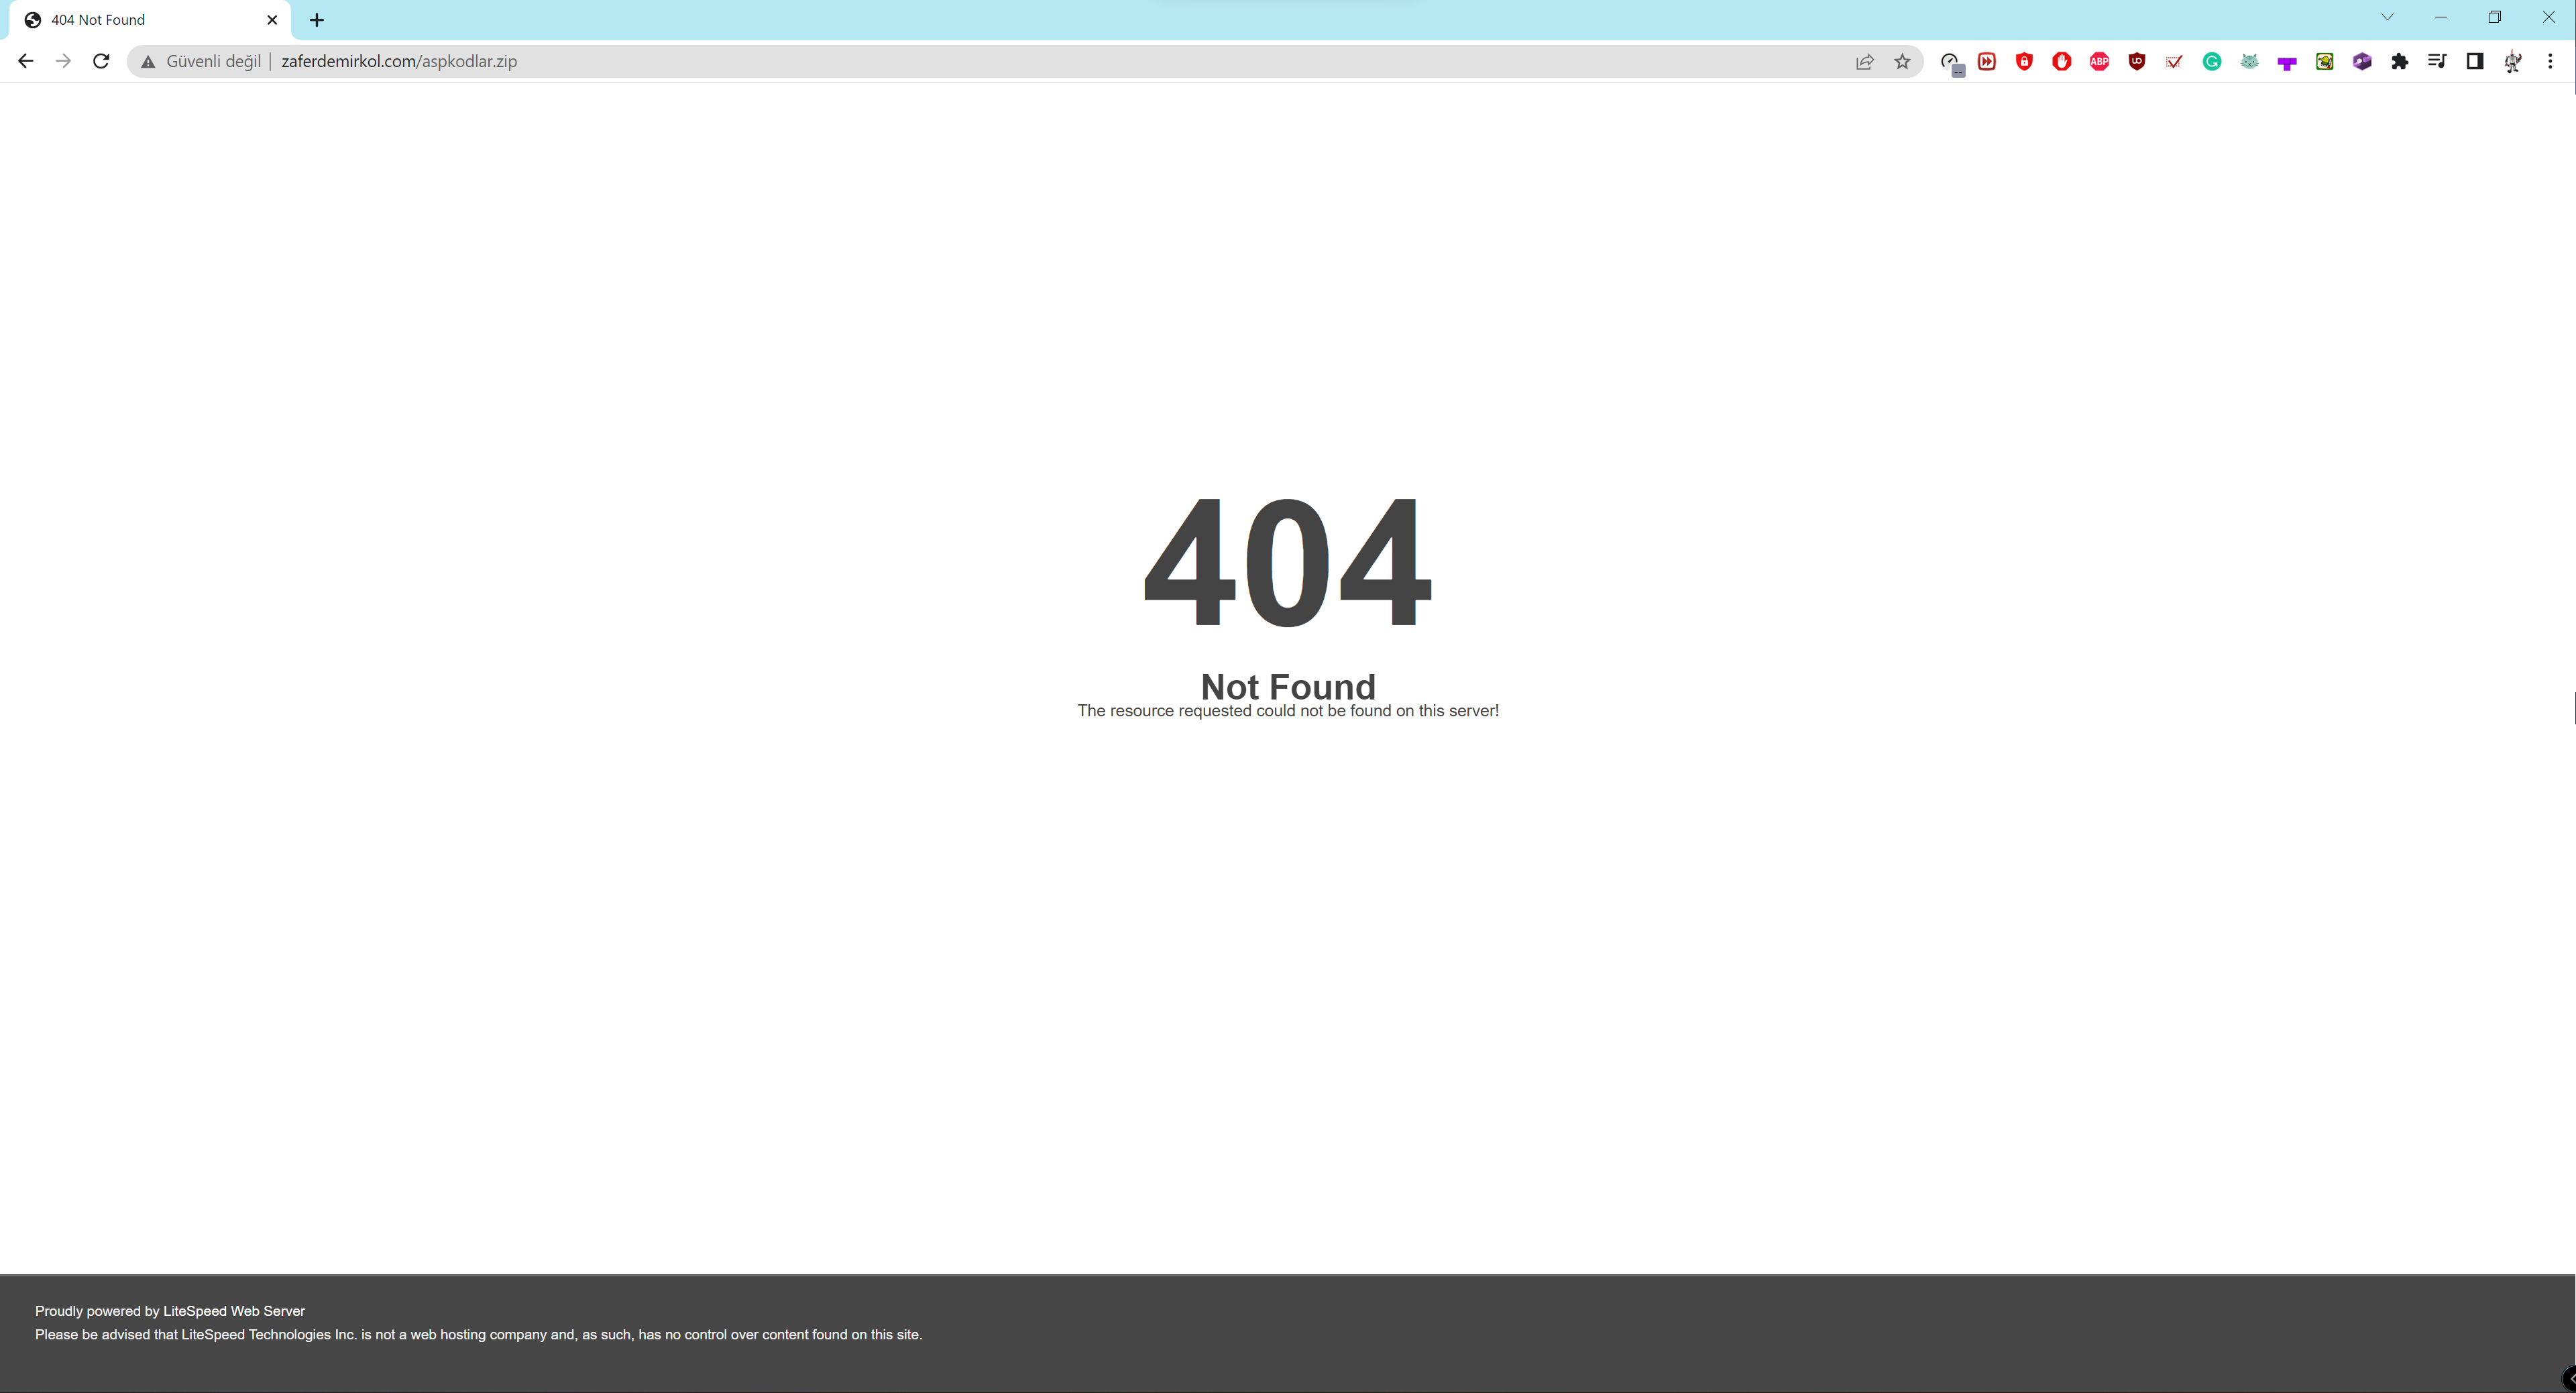 404 Not Found
Güvenli değil | zaferdemirkol.com/aspkodlar.zip
ABP
404
Not Found
The resource requested could not be found on this server!
Proudly powered by LiteSpeed Web Server
Please be advised that LiteSpeed Technologies Inc. is not a web hosting company and, as such, has no control over content found on this site.